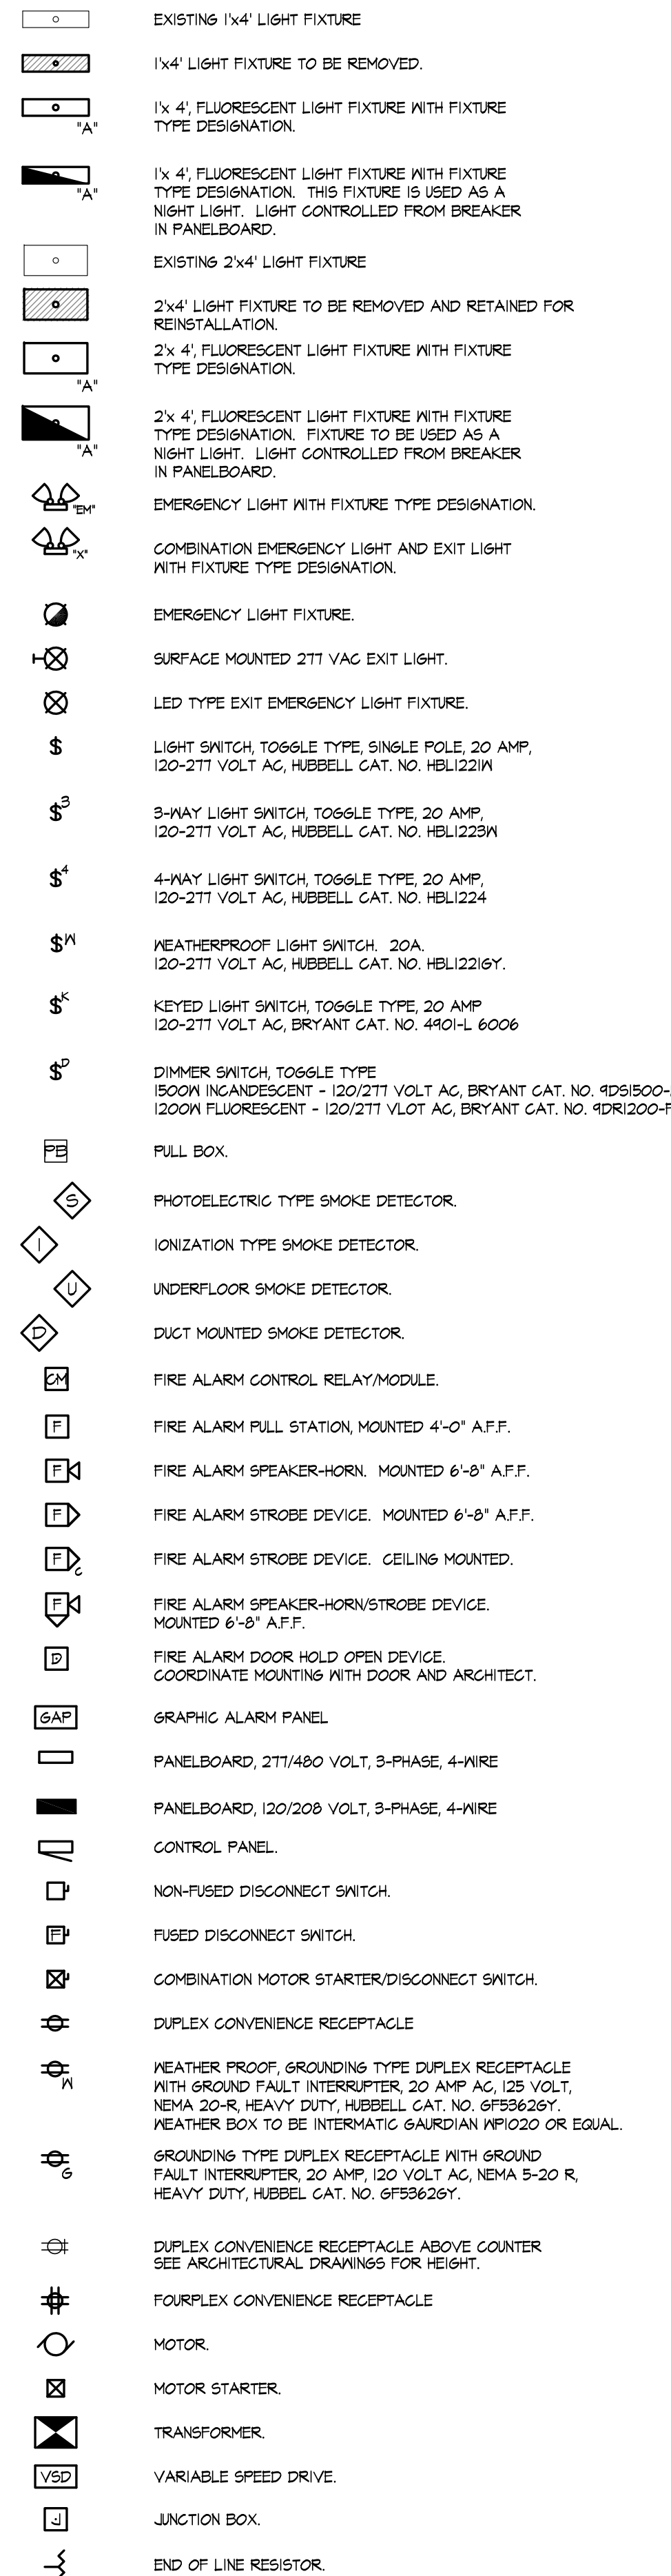 EXISTING 1'x4' LIGHT FIXTURE
1'x4' LIGHT FIXTURE TO BE REMOVED.
1'x 4', FLUORESCENT LIGHT FIXTURE WITH FIXTURE
"A" TYPE DESIGNATION.
1'x 4', FLUORESCENT LIGHT FIXTURE WITH FIXTURE
"A" TYPE DESIGNATION. THIS FIXTURE IS USED AS A
NIGHT LIGHT. LIGHT CONTROLLED FROM BREAKER
IN PANELBOARD.
EXISTING 2'x4' LIGHT FIXTURE
2'x4' LIGHT FIXTURE TO BE REMOVED AND RETAINED FOR
REINSTALLATION.
2'x 4', FLUORESCENT LIGHT FIXTURE WITH FIXTURE
TYPE DESIGNATION.
"A"
2'x 4', FLUORESCENT LIGHT FIXTURE WITH FIXTURE
TYPE DESIGNATION. FIXTURE TO BE USED AS A
"A" NIGHT LIGHT. LIGHT CONTROLLED FROM BREAKER
IN PANELBOARD.
"EM" EMERGENCY LIGHT WITH FIXTURE TYPE DESIGNATION.
"X" COMBINATION EMERGENCY LIGHT AND EXIT LIGHT
WITH FIXTURE TYPE DESIGNATION.
EMERGENCY LIGHT FIXTURE.
SURFACE MOUNTED 277 VAC EXIT LIGHT.
LED TYPE EXIT EMERGENCY LIGHT FIXTURE.
$ LIGHT SWITCH, TOGGLE TYPE, SINGLE POLE, 20 AMP,
120-277 VOLT AC, HUBBELL CAT. NO. HBL1221W
$3 3-WAY LIGHT SWITCH, TOGGLE TYPE, 20 AMP,
120-277 VOLT AC, HUBBELL CAT. NO. HBL1223W
$4 4-WAY LIGHT SWITCH, TOGGLE TYPE, 20 AMP,
120-277 VOLT AC, HUBBELL CAT. NO. HBL1224
$W WEATHERPROOF LIGHT SWITCH. 20A.
120-277 VOLT AC, HUBBELL CAT. NO. HBL1221GY.
$K KEYED LIGHT SWITCH, TOGGLE TYPE, 20 AMP
120-277 VOLT AC, BRYANT CAT. NO. 4901-L 6006
$D DIMMER SWITCH, TOGGLE TYPE
1500W INCANDESCENT - 120/277 VOLT AC, BRYANT CAT. NO. 9DS1500-
1200W FLUORESCENT - 120/277 VLOT AC, BRYANT CAT. NO. 9DR1200-F
PB PULL BOX.
S PHOTOELECTRIC TYPE SMOKE DETECTOR.
I IONIZATION TYPE SMOKE DETECTOR.
U UNDERFLOOR SMOKE DETECTOR.
D DUCT MOUNTED SMOKE DETECTOR.
CM FIRE ALARM CONTROL RELAY/MODULE.
F FIRE ALARM PULL STATION, MOUNTED 4'-0" A.F.F.
F FIRE ALARM SPEAKER-HORN. MOUNTED 6'-8" A.F.F.
F FIRE ALARM STROBE DEVICE. MOUNTED 6'-8" A.F.F.
F C FIRE ALARM STROBE DEVICE. CEILING MOUNTED.
F FIRE ALARM SPEAKER-HORN/STROBE DEVICE.
MOUNTED 6'-8" A.F.F.
D FIRE ALARM DOOR HOLD OPEN DEVICE.
COORDINATE MOUNTING WITH DOOR AND ARCHITECT.
GAP GRAPHIC ALARM PANEL
PANELBOARD, 277/480 VOLT, 3-PHASE, 4-WIRE
PANELBOARD, 120/208 VOLT, 3-PHASE, 4-WIRE
CONTROL PANEL.
NON-FUSED DISCONNECT SWITCH.
F FUSED DISCONNECT SWITCH.
COMBINATION MOTOR STARTER/DISCONNECT SWITCH.
DUPLEX CONVENIENCE RECEPTACLE
WEATHER PROOF, GROUNDING TYPE DUPLEX RECEPTACLE
W WITH GROUND FAULT INTERRUPTER, 20 AMP AC, 125 VOLT,
NEMA 20-R, HEAVY DUTY, HUBBELL CAT. NO. GF5362GY.
WEATHER BOX TO BE INTERMATIC GAURDIAN WP1020 OR EQUAL.
GROUNDING TYPE DUPLEX RECEPTACLE WITH GROUND
G FAULT INTERRUPTER, 20 AMP, 120 VOLT AC, NEMA 5-20 R,
HEAVY DUTY, HUBBEL CAT. NO. GF5362GY.
DUPLEX CONVENIENCE RECEPTACLE ABOVE COUNTER
SEE ARCHITECTURAL DRAWINGS FOR HEIGHT.
FOURPLEX CONVENIENCE RECEPTACLE
MOTOR.
MOTOR STARTER.
TRANSFORMER.
VSD VARIABLE SPEED DRIVE.
J JUNCTION BOX.
END OF LINE RESISTOR.